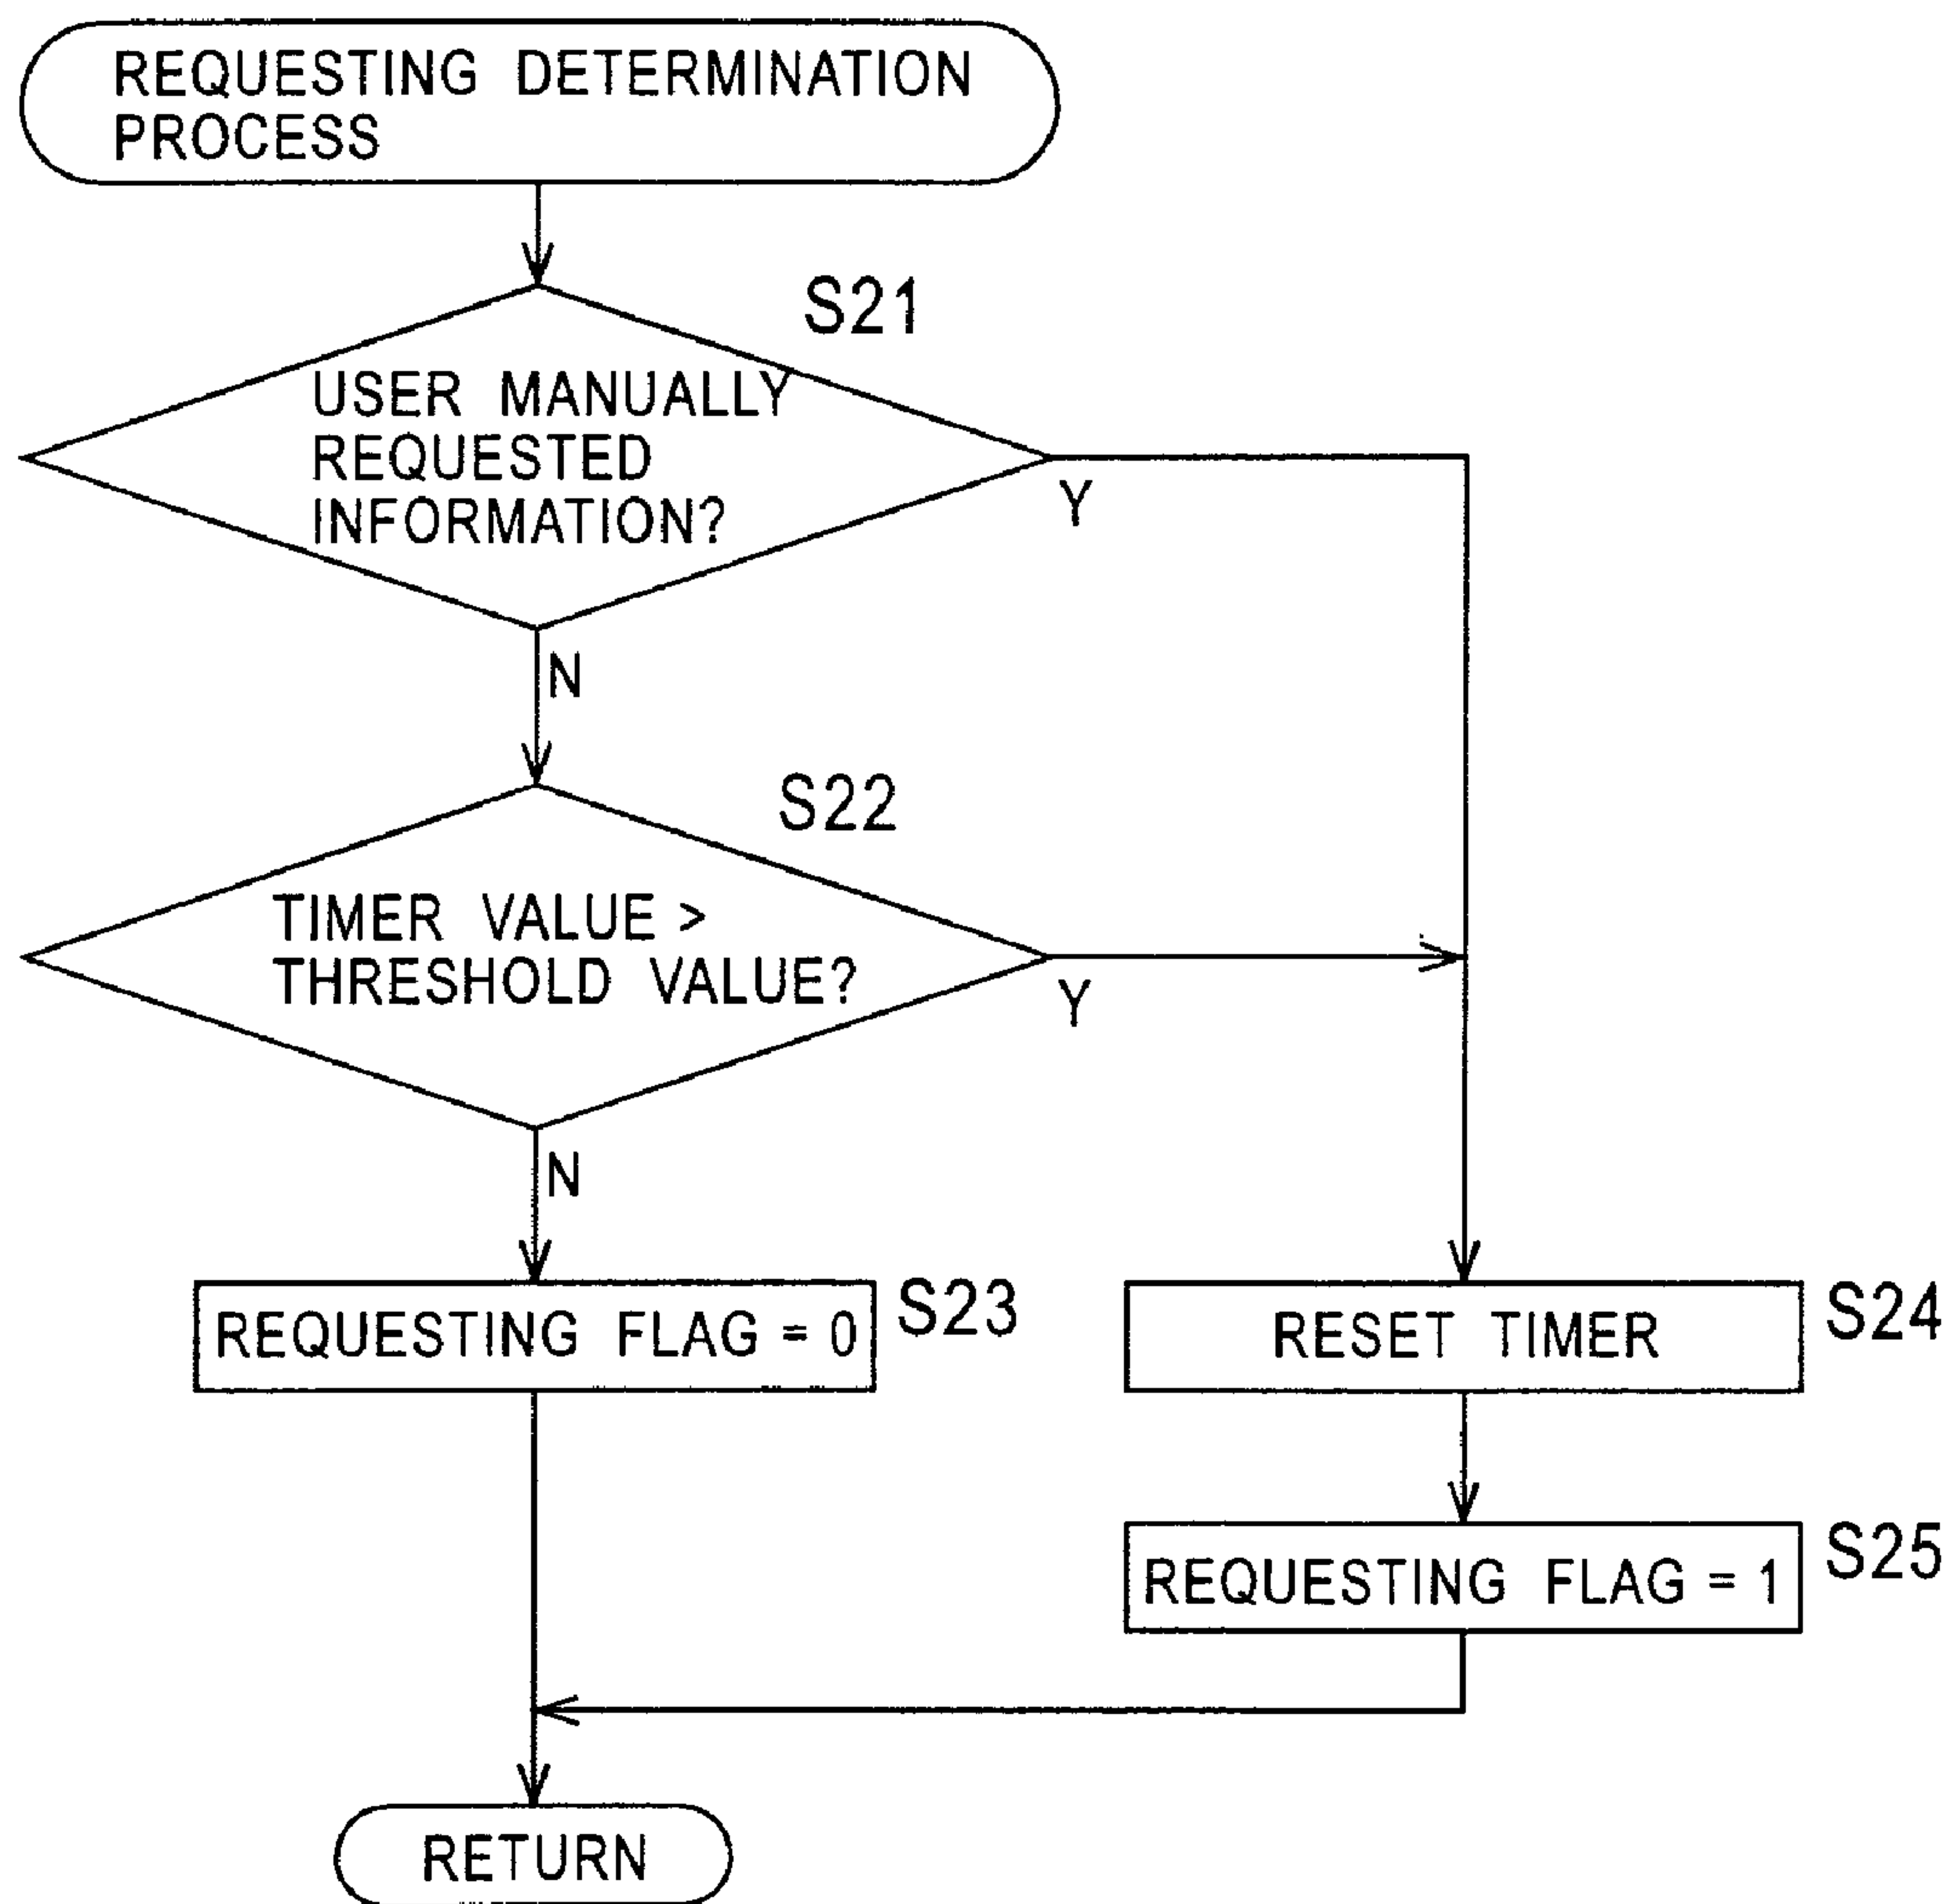 REQUESTING DETERMINATION
PROCESS
S21
USER MANUALLY
REQUESTED
INFORMATION?
Y
N
S22
TIMER VALUE >
THRESHOLD VALUE?
Y
N
REQUESTING FLAG = 0
S23
RESET TIMER
S24
REQUESTING FLAG = 1
S25
RETURN